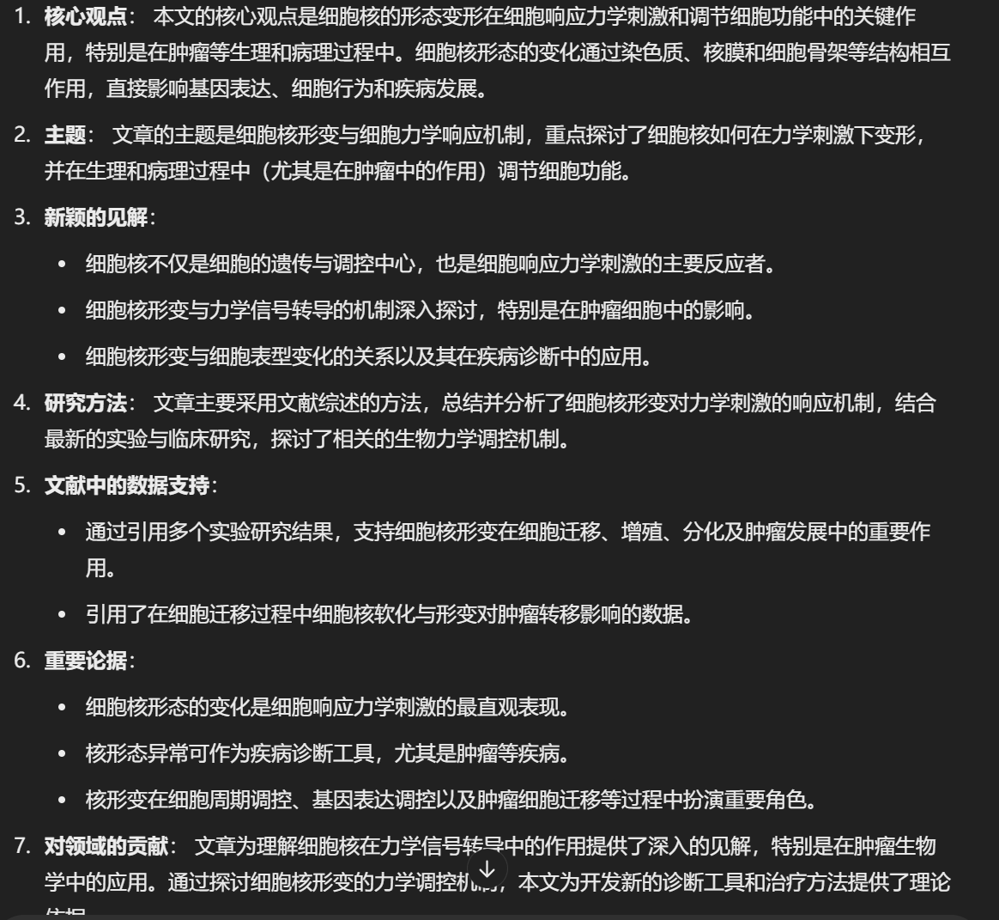 1. 核心观点： 本文的核心观点是细胞核的形态变形在细胞响应力学刺激和调节细胞功能中的关键作
用，特别是在肿瘤等生理和病理过程中。细胞核形态的变化通过染色质、核膜和细胞骨架等结构相互
作用，直接影响基因表达、细胞行为和疾病发展。
2. 主题： 文章的主题是细胞核形变与细胞力学响应机制，重点探讨了细胞核如何在力学刺激下变形，
并在生理和病理过程中（尤其是在肿瘤中的作用）调节细胞功能。
3. 新颖的见解：
• 细胞核不仅是细胞的遗传与调控中心，也是细胞响应力学刺激的主要反应者。
• 细胞核形变与力学信号转导的机制深入探讨，特别是在肿瘤细胞中的影响。
• 细胞核形变与细胞表型变化的关系以及其在疾病诊断中的应用。
4. 研究方法： 文章主要采用文献综述的方法，总结并分析了细胞核形变对力学刺激的响应机制，结合
最新的实验与临床研究，探讨了相关的生物力学调控机制。
5. 文献中的数据支持：
• 通过引用多个实验研究结果，支持细胞核形变在细胞迁移、增殖、分化及肿瘤发展中的重要作
用。
• 引用了在细胞迁移过程中细胞核软化与形变对肿瘤转移影响的数据。
6. 重要论据：
• 细胞核形态的变化是细胞响应力学刺激的最直观表现。
• 核形态异常可作为疾病诊断工具，尤其是肿瘤等疾病。
• 核形变在细胞周期调控、基因表达调控以及肿瘤细胞迁移等过程中扮演重要角色。
7. 对领域的贡献： 文章为理解细胞核在力学信号转导中的作用提供了深入的见解，特别是在肿瘤生物
学中的应用。通过探讨细胞核形变的力学调控机制，本文为开发新的诊断工具和治疗方法提供了理论